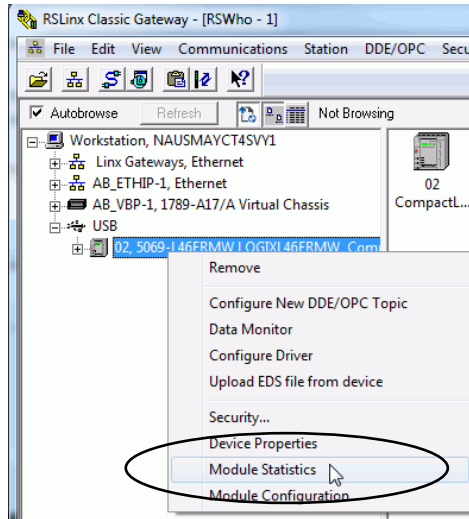 RSLinx Classic Gateway - [RSWho - 1]
File Edit View Communications Station DDE/OPC Secu
Autobrowse Refresh Not Browsing
Workstation, NAUSMAYCT4SVY1
Linx Gateways, Ethernet
AB_ETHIP-1, Ethernet
AB_VBP-1, 1789-A17/A Virtual Chassis
USB
02, 5069-L46ERMW LOGIXL46ERMW, Com
02
CompactL...
Remove
Configure New DDE/OPC Topic
Data Monitor
Configure Driver
Upload EDS file from device
Security...
Device Properties
Module Statistics
Module Configuration